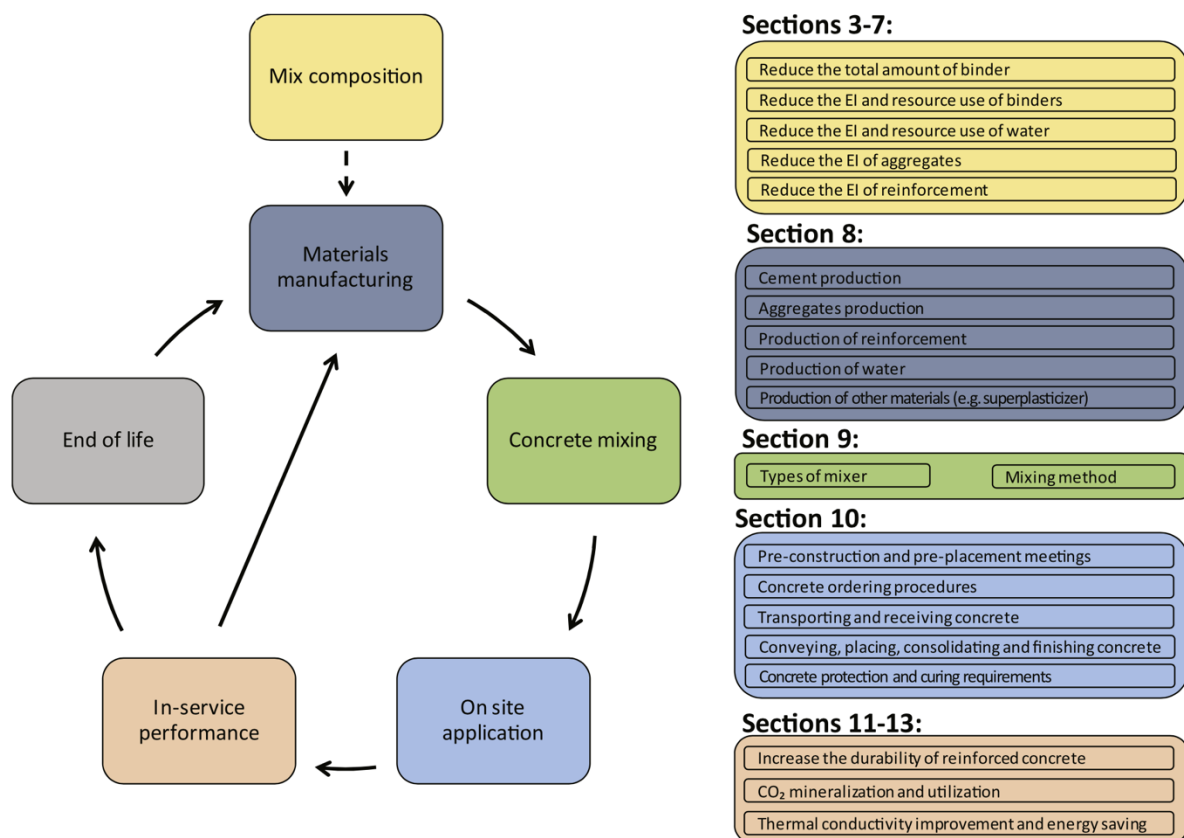 Mix composition
Materials
manufacturing
End of life
Concrete mixing
In-service
performance
On site
application
Sections 3-7:
Reduce the total amount of binder
Reduce the EI and resource use of binders
Reduce the EI and resource use of water
Reduce the EI of aggregates
Reduce the EI of reinforcement
Section 8:
Cement production
Aggregates production
Production of reinforcement
Production of water
Production of other materials (e.g. superplasticizer)
Section 9:
Types of mixer
Mixing method
Section 10:
Pre-construction and pre-placement meetings
Concrete ordering procedures
Transporting and receiving concrete
Conveying, placing, consolidating and finishing concrete
Concrete protection and curing requirements
Sections 11-13:
Increase the durability of reinforced concrete
CO₂ mineralization and utilization
Thermal conductivity improvement and energy saving